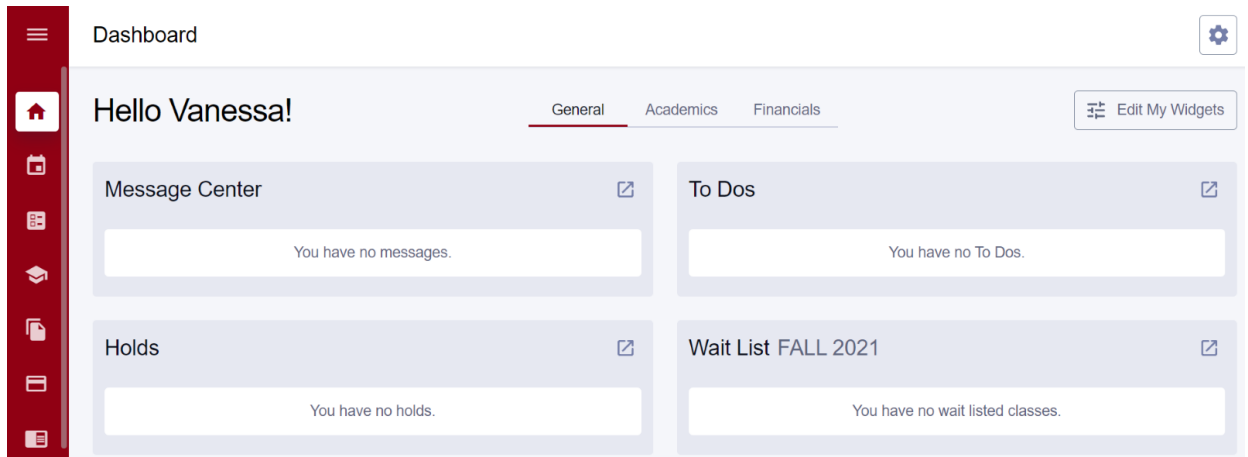 Dashboard
Hello Vanessa!
General
Academics
Financials
Edit My Widgets
Message Center
You have no messages.
To Dos
You have no To Dos.
Holds
You have no holds.
Wait List FALL 2021
You have no wait listed classes.